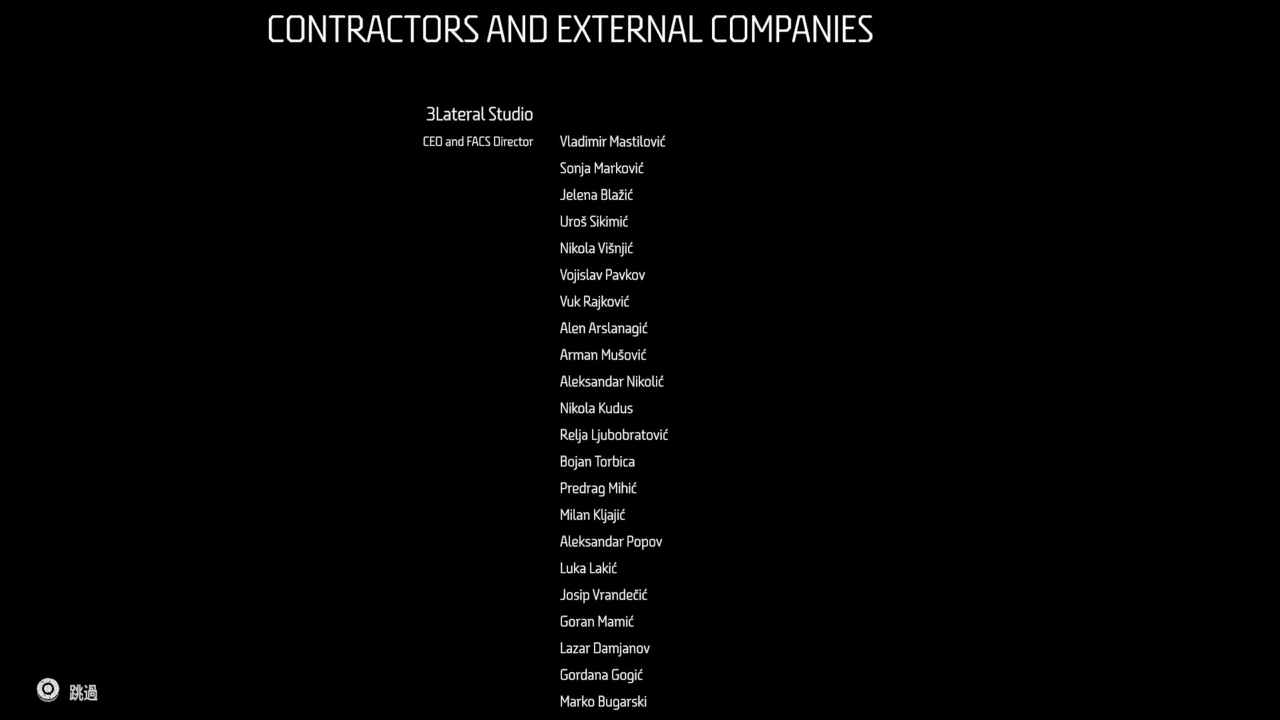 CONTRACTORS AND EXTERNAL COMPANIES
3Lateral Studio
CEO and FACS Director Vladimir Mastilović
Sonja Marković
Jelena Blažić
Uroš Sikimić
Nikola Višnjić
Vojislav Pavkov
Vuk Rajković
Alen Arslanagić
Arman Mušović
Aleksandar Nikolić
Nikola Kudus
Relja Ljubobratović
Bojan Torbica
Predrag Mihić
Milan Kljajić
Aleksandar Popov
Luka Lakić
Josip Vrandečić
Goran Mamić
Lazar Damjanov
Gordana Gogić
Marko Bugarski
跳過